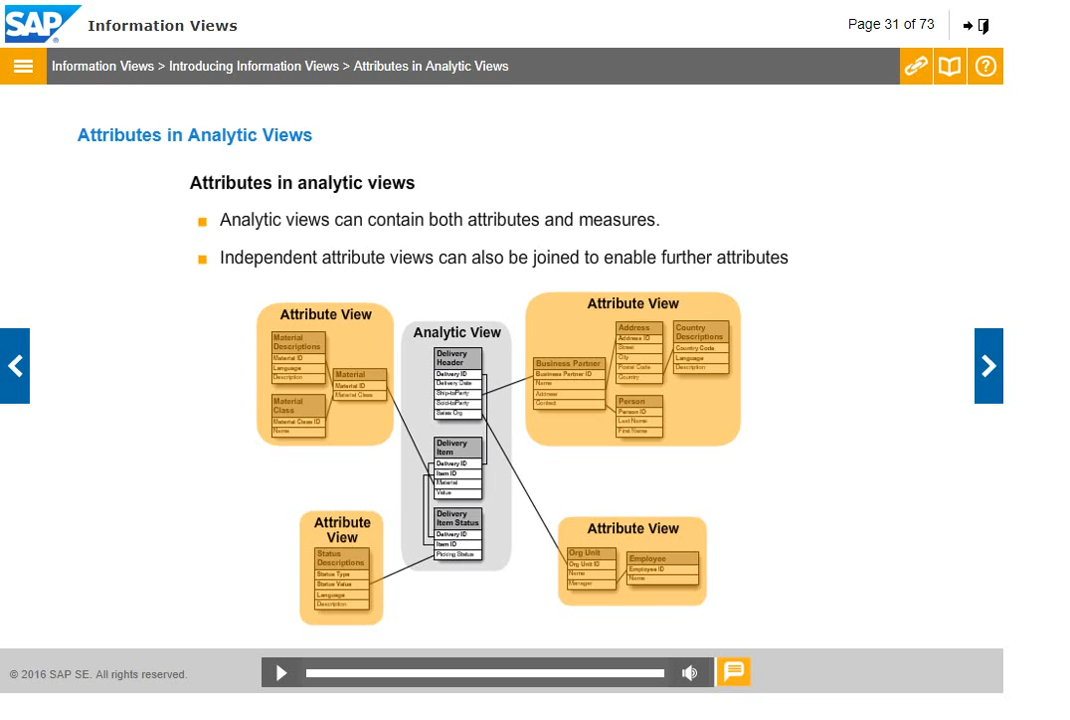 SAP
Information Views
Page 31 of 73
Information Views > Introducing Information Views > Attributes in Analytic Views
Attributes in Analytic Views
Attributes in analytic views
Analytic views can contain both attributes and measures.
Independent attribute views can also be joined to enable further attributes
Attribute View
Material
Descriptions
Material ID
Language
Description
Material
Class
Material Class ID
Name
Material
Material ID
Material Class
Analytic View
Delivery
Header
Delivery ID
Delivery Date
Ship-toParty
Sold-toParty
Sales Org
Delivery
Item
Delivery ID
Item ID
Material
Value
Delivery
Item Status
Delivery ID
Item ID
Picking Status
Attribute View
Business Partner
Business Partner ID
Name
Address
Contact
Address
Address ID
Street
City
Postal Code
Country
Country
Descriptions
Country Code
Language
Description
Person
Person ID
Last Name
First Name
Attribute
View
Status
Descriptions
Status Type
Status Value
Language
Description
Attribute View
Org Unit
Org Unit ID
Name
Manager
Employee
Employee ID
Name
© 2016 SAP SE. All rights reserved.